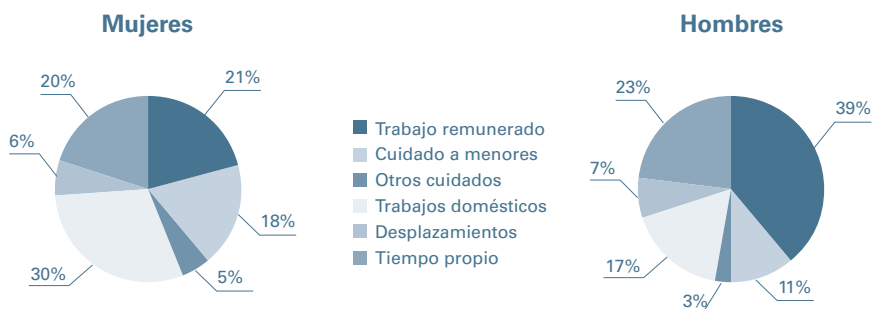 Mujeres
21%
18%
5%
30%
6%
20%
Trabajo remunerado
Cuidado a menores
Otros cuidados
Trabajos domésticos
Desplazamientos
Tiempo propio
Hombres
39%
11%
3%
17%
7%
23%